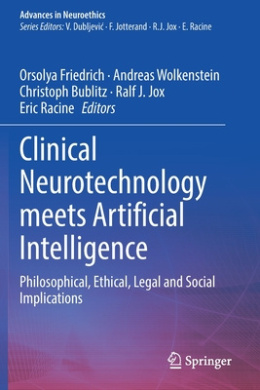 Advances in Neuroethics
Series Editors: V. Dubljević · F. Jotterand · R.J. Jox · E. Racine
Orsolya Friedrich · Andreas Wolkenstein
Christoph Bublitz · Ralf J. Jox
Eric Racine Editors
Clinical
Neurotechnology
meets Artificial
Intelligence
Philosophical, Ethical, Legal and Social
Implications
Springer